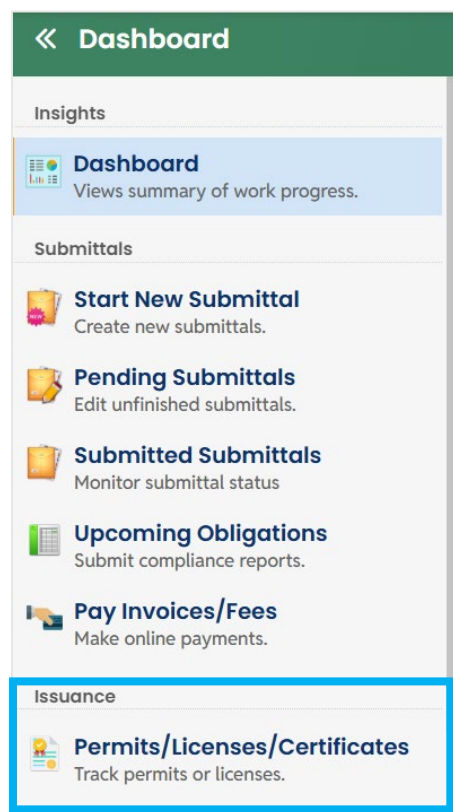 « Dashboard
Insights
Dashboard
Views summary of work progress.
Submittals
NEW
Start New Submittal
Create new submittals.
Pending Submittals
Edit unfinished submittals.
Submitted Submittals
Monitor submittal status
Upcoming Obligations
Submit compliance reports.
Pay Invoices/Fees
Make online payments.
Issuance
Permits/Licenses/Certificates
Track permits or licenses.